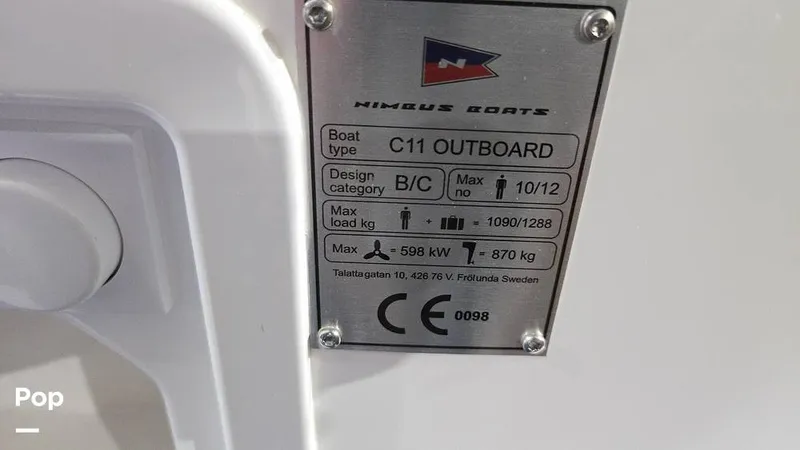 N
NIMBUS BOATS
Boat type C11 OUTBOARD
Design category B/C Max no 10/12
Max load kg + = 1090/1288
Max = 598 kW = 870 kg
Talattagatan 10, 426 76 V. Frölunda Sweden
CE 0098
Pop